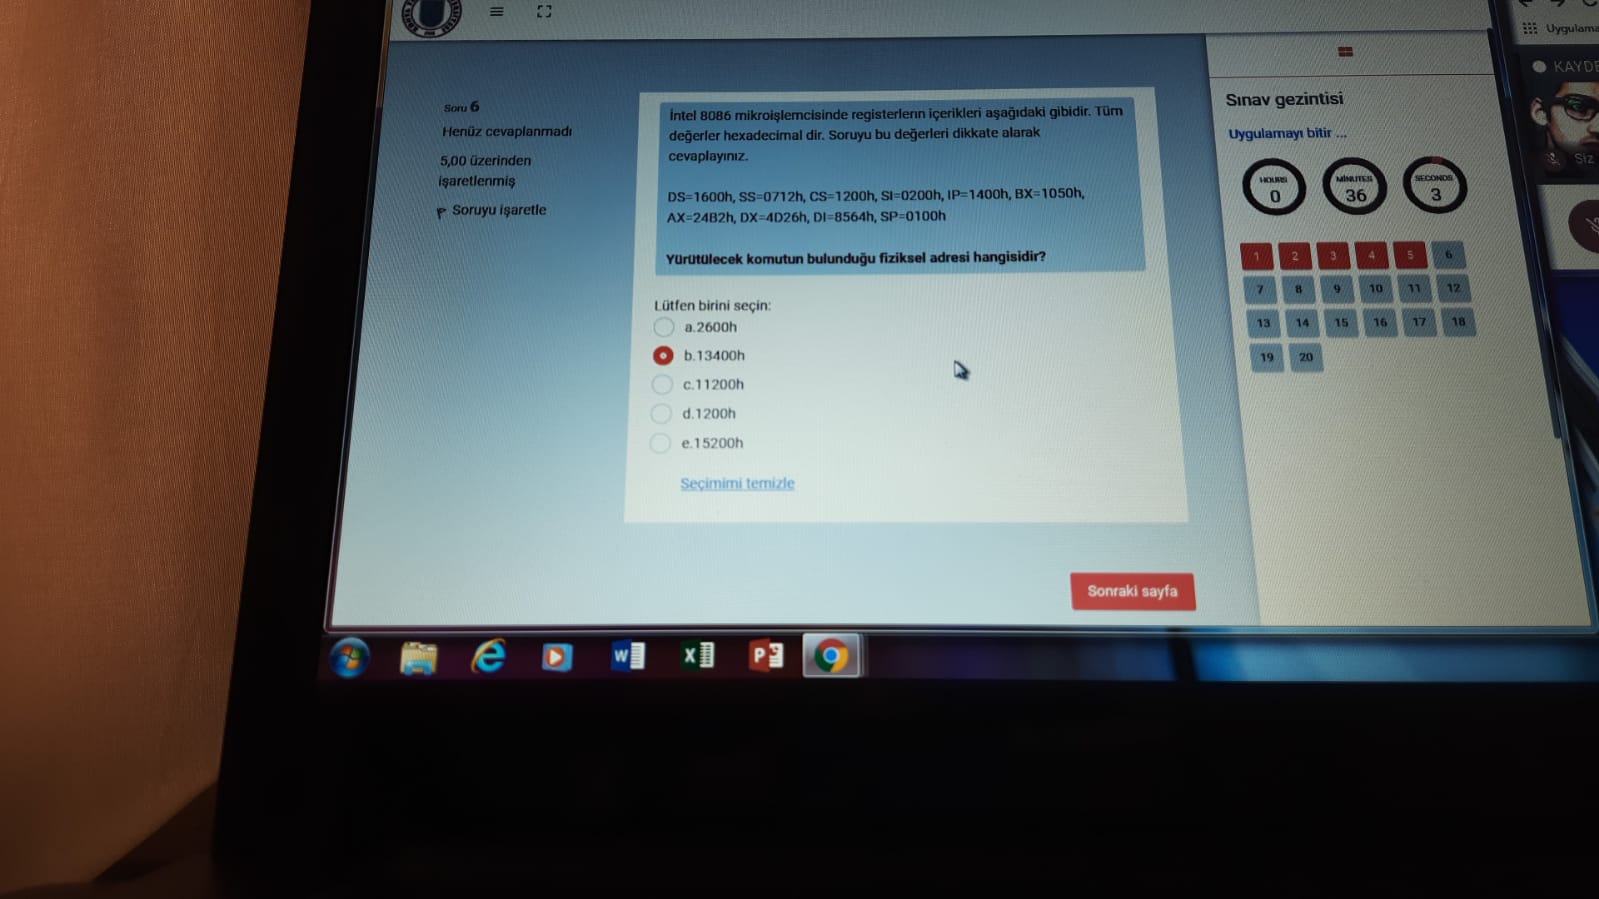 Uygulama
KAYDE
Siz
Soru 6
Henüz cevaplanmadı
5,00 üzerinden
işaretlenmiş
Soruyu işaretle
İntel 8086 mikroişlemcisinde registerlerın içerikleri aşağıdaki gibidir. Tüm
değerler hexadecimal dir. Soruyu bu değerleri dikkate alarak
cevaplayınız.
DS=1600h, SS=0712h, CS=1200h, SI=0200h, IP=1400h, BX=1050h,
AX=24B2h, DX=4D26h, DI=8564h, SP=0100h
Yürütülecek komutun bulunduğu fiziksel adresi hangisidir?
Lütfen birini seçin:
a.2600h
b.13400h
c.11200h
d.1200h
e.15200h
Seçimimi temizle
Sonraki sayfa
Sınav gezintisi
Uygulamayı bitir ...
HOURS MİNUTES SECONDS
0 36 3
1 2 3 4 5 6
7 8 9 10 11 12
13 14 15 16 17 18
19 20